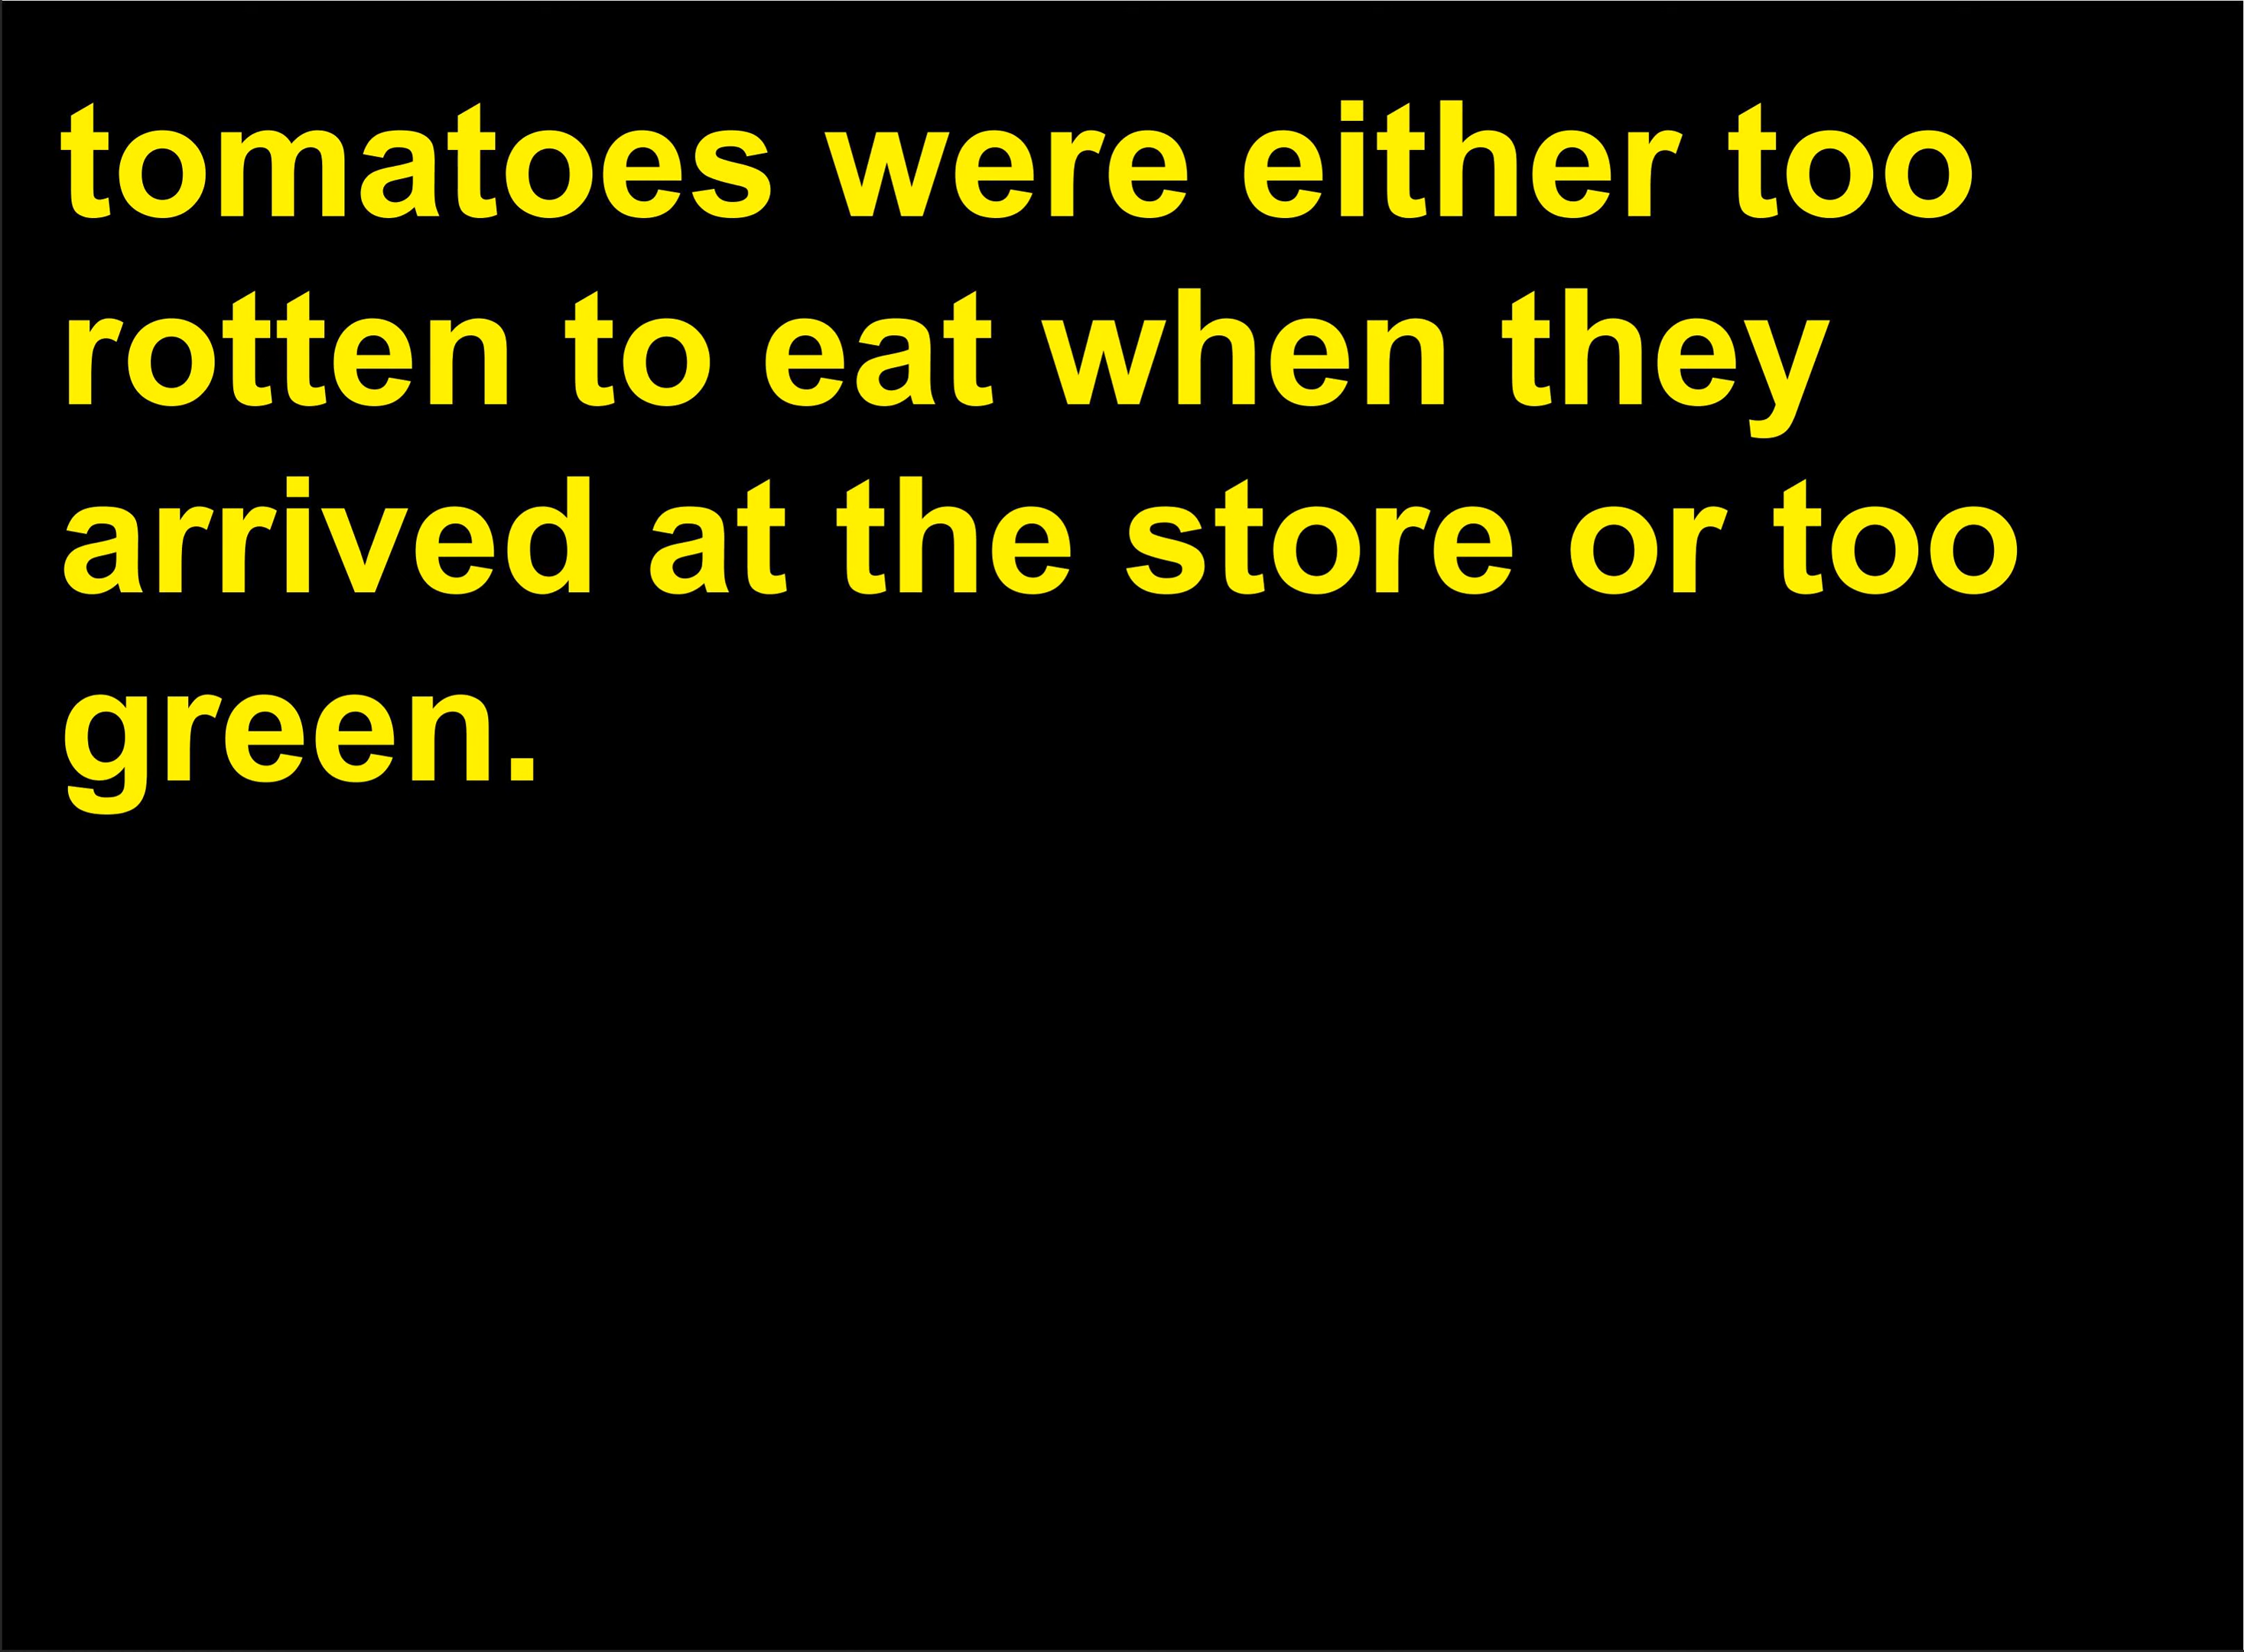 tomatoes were either too
rotten to eat when they
arrived at the store or too
green.